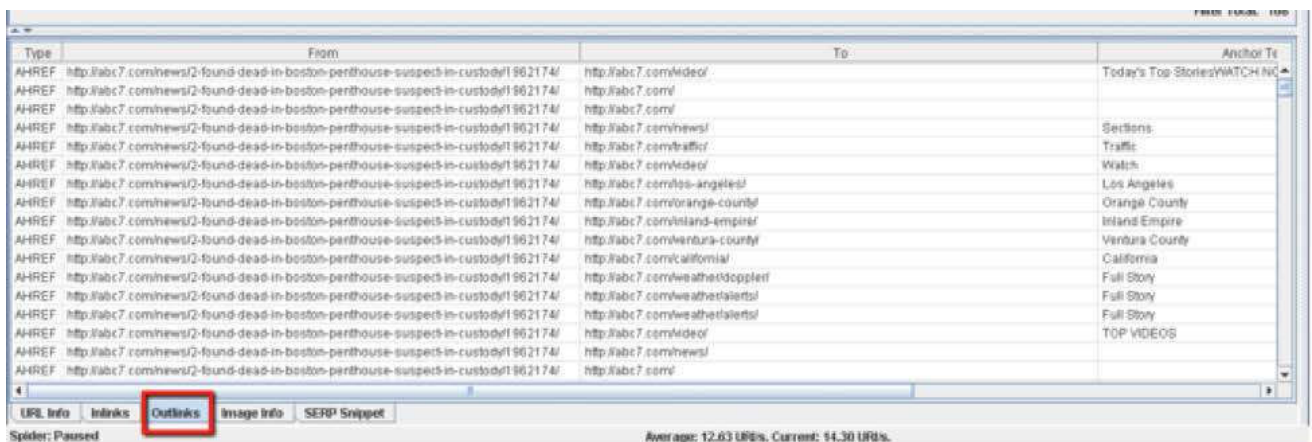 Filter Total: 106
Type From To Anchor Te
AHREF http://abc7.com/news/2-found-dead-in-boston-penthouse-suspect-in-custody/1962174/ http://abc7.com/video/ Today's Top StoriesWATCH NO
AHREF http://abc7.com/news/2-found-dead-in-boston-penthouse-suspect-in-custody/1962174/ http://abc7.com/
AHREF http://abc7.com/news/2-found-dead-in-boston-penthouse-suspect-in-custody/1962174/ http://abc7.com/
AHREF http://abc7.com/news/2-found-dead-in-boston-penthouse-suspect-in-custody/1962174/ http://abc7.com/news/ Sections
AHREF http://abc7.com/news/2-found-dead-in-boston-penthouse-suspect-in-custody/1962174/ http://abc7.com/traffic/ Traffic
AHREF http://abc7.com/news/2-found-dead-in-boston-penthouse-suspect-in-custody/1962174/ http://abc7.com/video/ Watch
AHREF http://abc7.com/news/2-found-dead-in-boston-penthouse-suspect-in-custody/1962174/ http://abc7.com/los-angeles/ Los Angeles
AHREF http://abc7.com/news/2-found-dead-in-boston-penthouse-suspect-in-custody/1962174/ http://abc7.com/orange-county/ Orange County
AHREF http://abc7.com/news/2-found-dead-in-boston-penthouse-suspect-in-custody/1962174/ http://abc7.com/inland-empire/ Inland Empire
AHREF http://abc7.com/news/2-found-dead-in-boston-penthouse-suspect-in-custody/1962174/ http://abc7.com/ventura-county/ Ventura County
AHREF http://abc7.com/news/2-found-dead-in-boston-penthouse-suspect-in-custody/1962174/ http://abc7.com/california/ California
AHREF http://abc7.com/news/2-found-dead-in-boston-penthouse-suspect-in-custody/1962174/ http://abc7.com/weather/doppler/ Full Story
AHREF http://abc7.com/news/2-found-dead-in-boston-penthouse-suspect-in-custody/1962174/ http://abc7.com/weather/alerts/ Full Story
AHREF http://abc7.com/news/2-found-dead-in-boston-penthouse-suspect-in-custody/1962174/ http://abc7.com/weather/alerts/ Full Story
AHREF http://abc7.com/news/2-found-dead-in-boston-penthouse-suspect-in-custody/1962174/ http://abc7.com/video/ TOP VIDEOS
AHREF http://abc7.com/news/2-found-dead-in-boston-penthouse-suspect-in-custody/1962174/ http://abc7.com/news/
AHREF http://abc7.com/news/2-found-dead-in-boston-penthouse-suspect-in-custody/1962174/ http://abc7.com/
URL Info Inlinks Outlinks Image Info SERP Snippet
Spider: Paused Average: 12.63 URI/s. Current: 14.30 URI/s.